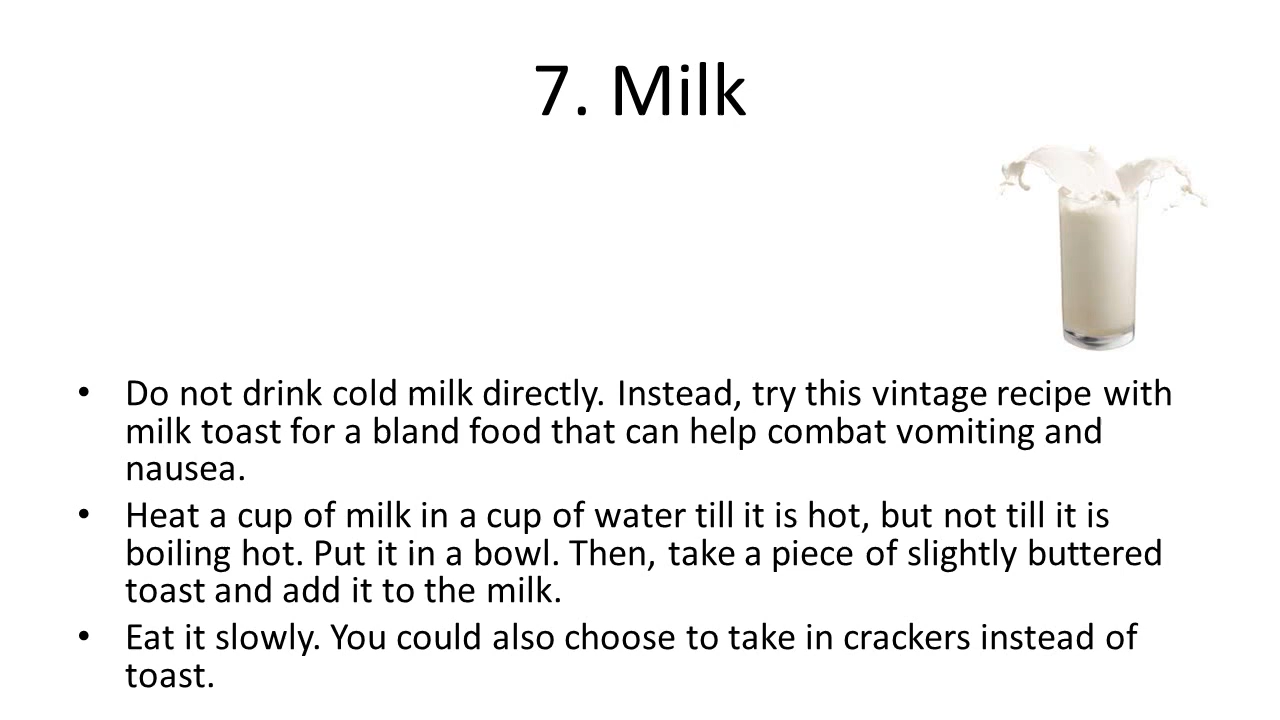 7. Milk
• Do not drink cold milk directly. Instead, try this vintage recipe with
milk toast for a bland food that can help combat vomiting and
nausea.
• Heat a cup of milk in a cup of water till it is hot, but not till it is
boiling hot. Put it in a bowl. Then, take a piece of slightly buttered
toast and add it to the milk.
• Eat it slowly. You could also choose to take in crackers instead of
toast.